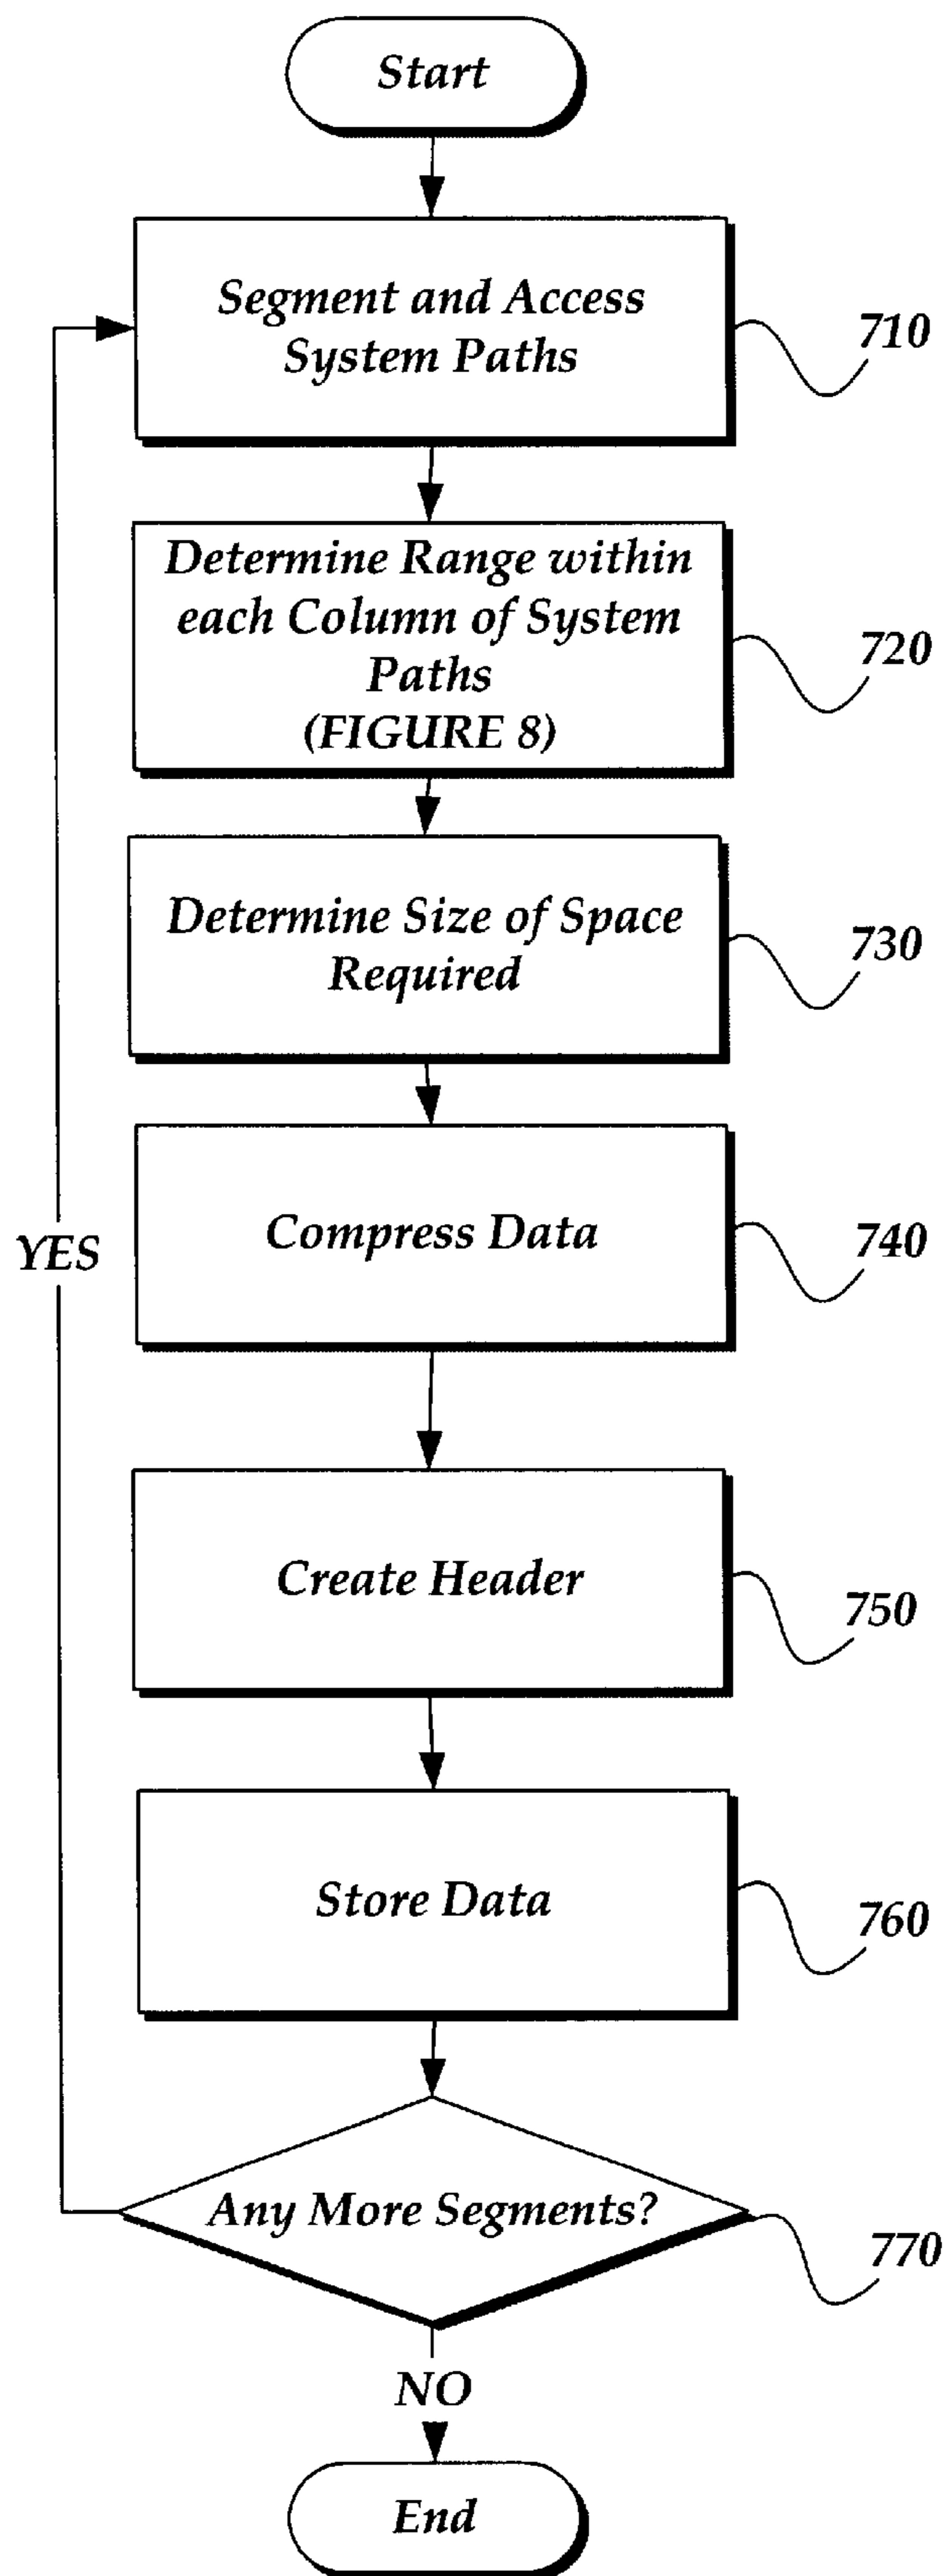 Start
Segment and Access
System Paths
710
Determine Range within
each Column of System
Paths
(FIGURE 8)
720
Determine Size of Space
Required
730
Compress Data
740
YES
Create Header
750
Store Data
760
Any More Segments?
770
NO
End